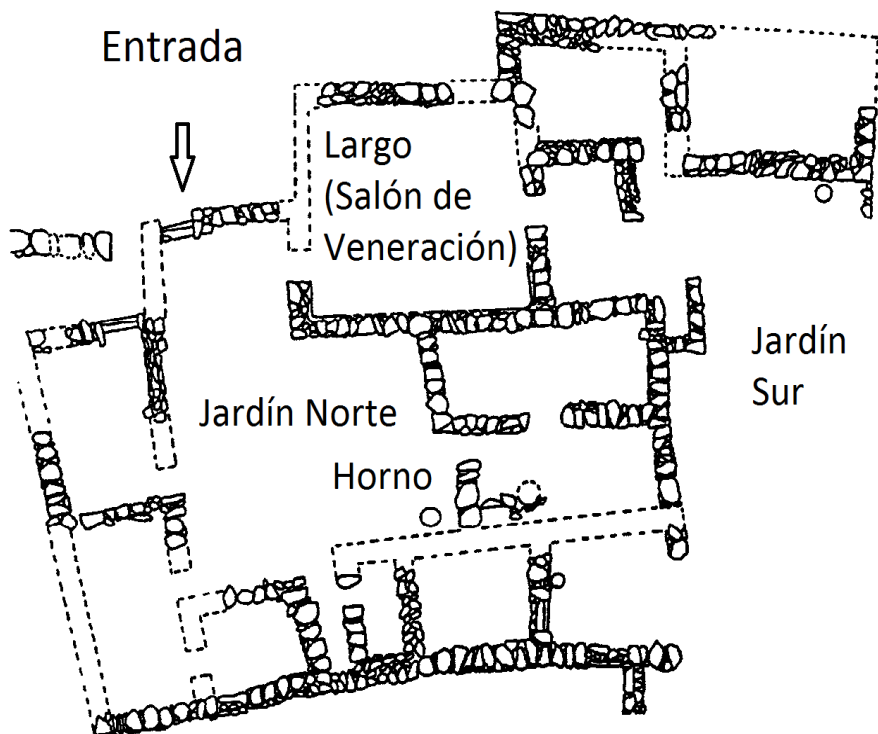 Entrada
Largo
(Salón de
Veneración)
Jardín
Sur
Jardín Norte
Horno